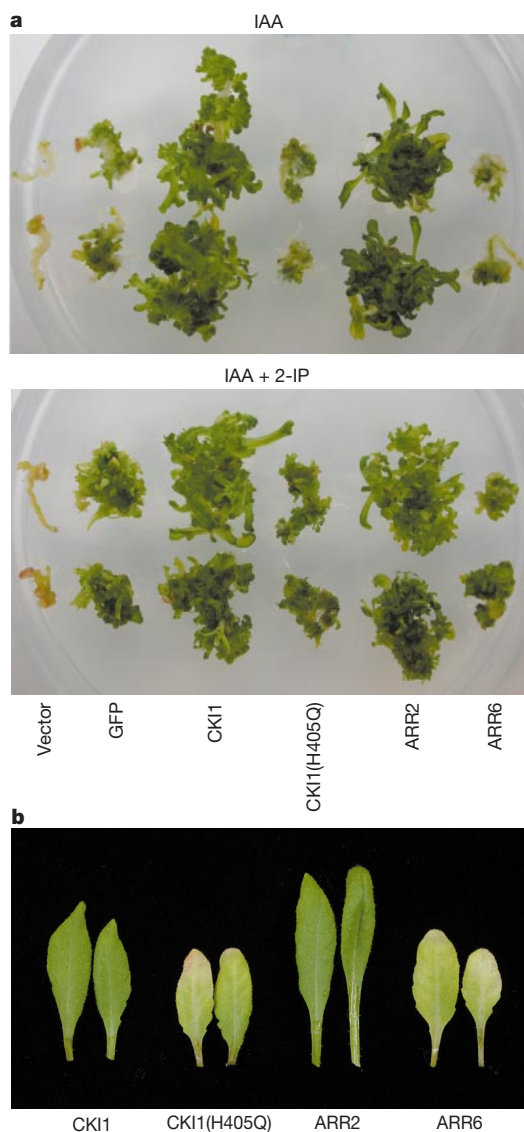 a
IAA
IAA + 2-IP
Vector
GFP
CKI1
CKI1(H405Q)
ARR2
ARR6
b
CKI1
CKI1(H405Q)
ARR2
ARR6